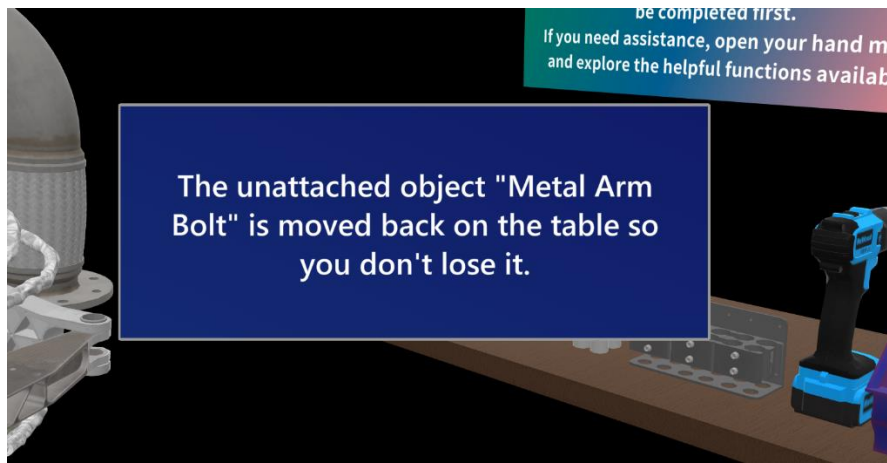 be completed first.
If you need assistance, open your hand
and explore the helpful functions
The unattached object "Metal Arm
Bolt" is moved back on the table so
you don't lose it.